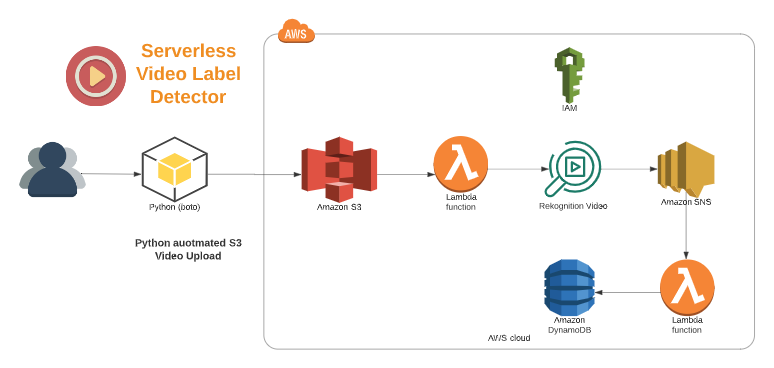 Serverless
Video Label
Detector
AWS
IAM
Python (boto)
Amazon S3
Lambda
function
Rekognition Video
Amazon SNS
Python auotmated S3
Video Upload
Amazon
DynamoDB
Lambda
function
AWS cloud